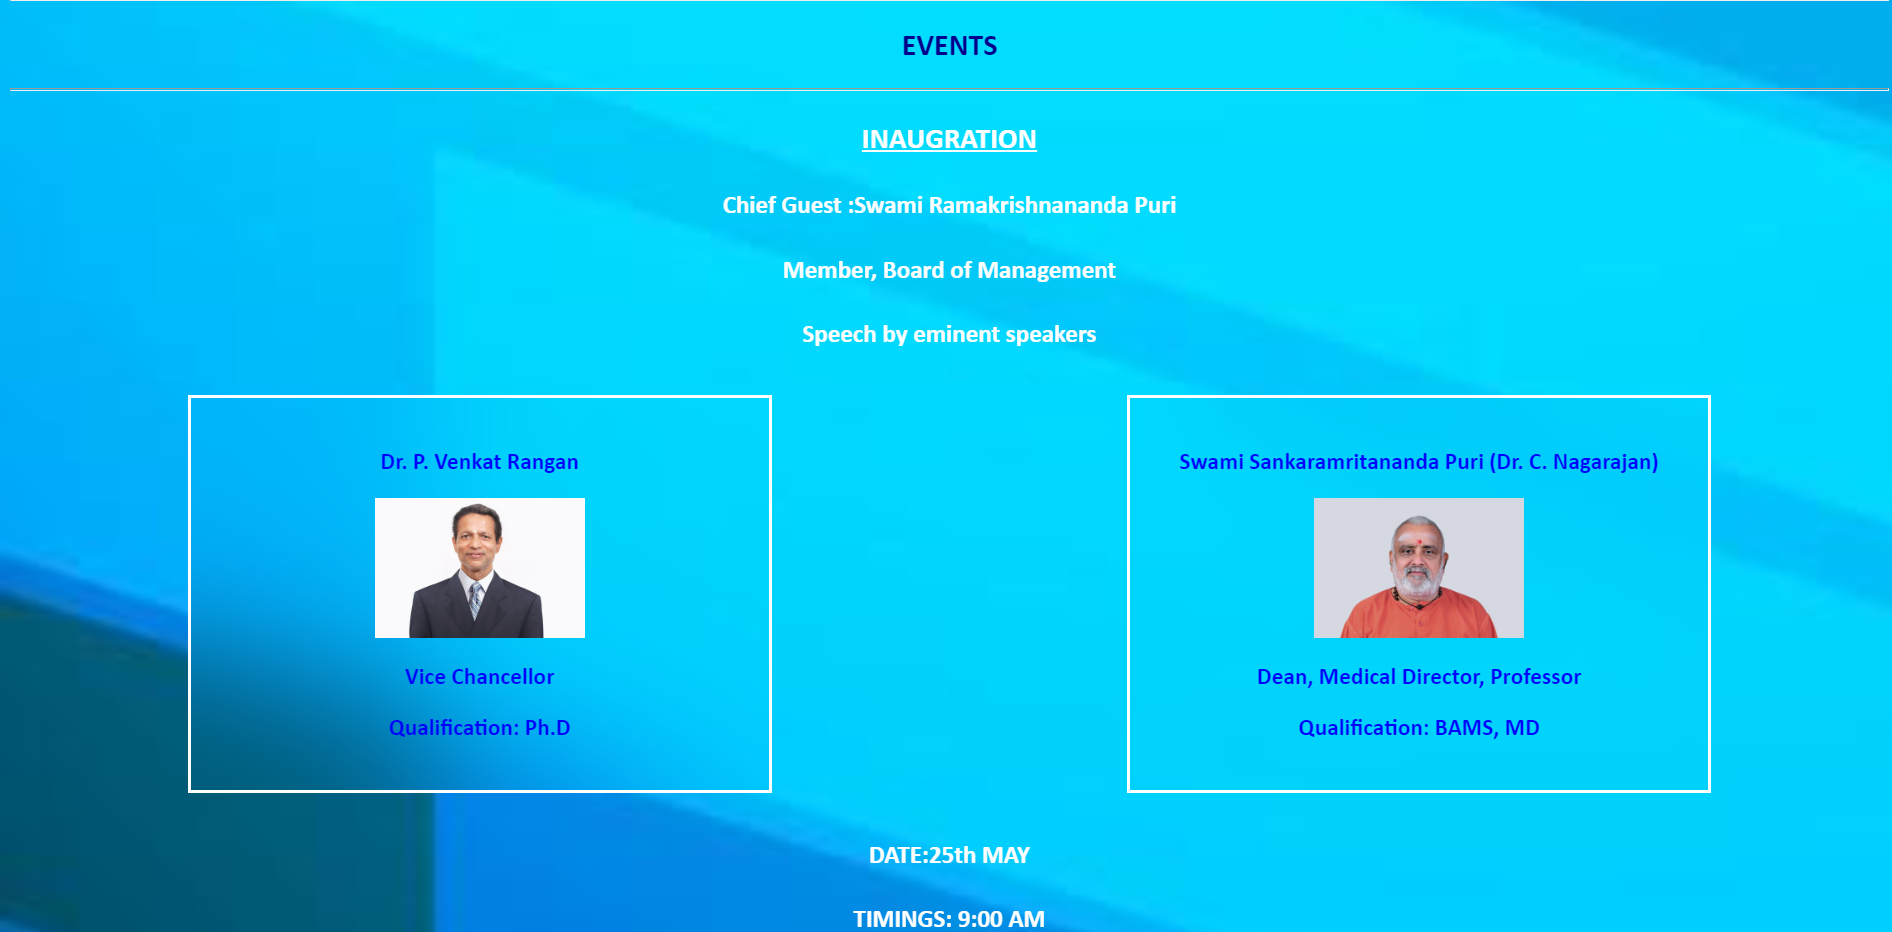 EVENTS
INAUGRATION
Chief Guest :Swami Ramakrishnananda Puri
Member, Board of Management
Speech by eminent speakers
Dr. P. Venkat Rangan
Vice Chancellor
Qualification: Ph.D
Swami Sankaramritananda Puri (Dr. C. Nagarajan)
Dean, Medical Director, Professor
Qualification: BAMS, MD
DATE:25th MAY
TIMINGS: 9:00 AM